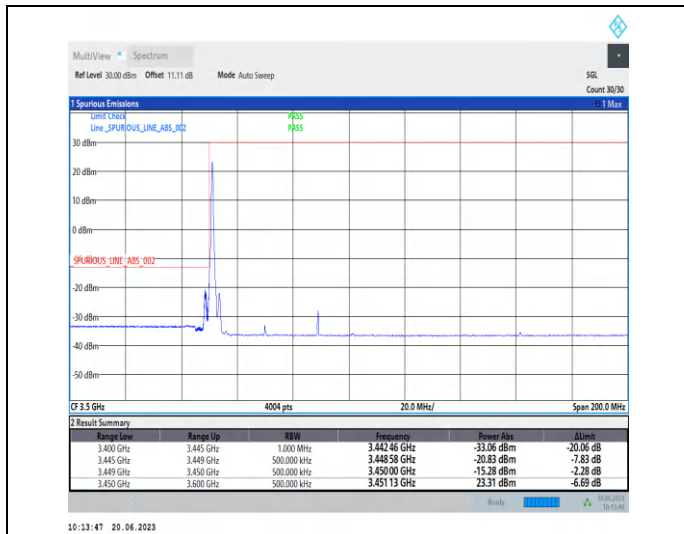 MultiView Spectrum
Ref Level 30.00 dBm Offset 11.11 dB Mode Auto Sweep SGL
Count 30/30
1 Spurious Emissions 1 Max
Limit Check PASS
Line _SPURIOUS_LINE_ABS_002 PASS
30 dBm
20 dBm
10 dBm
0 dBm
_SPURIOUS_LINE_ABS_002
-20 dBm
-30 dBm
-40 dBm
-50 dBm
CF 3.5 GHz 4004 pts 20.0 MHz/ Span 200.0 MHz
2 Result Summary
Range Low Range Up RBW Frequency Power Abs ΔLimit
3.400 GHz 3.445 GHz 1.000 MHz 3.442 46 GHz -33.06 dBm -20.06 dB
3.445 GHz 3.449 GHz 500.000 kHz 3.448 58 GHz -20.83 dBm -7.83 dB
3.449 GHz 3.450 GHz 500.000 kHz 3.450 00 GHz -15.28 dBm -2.28 dB
3.450 GHz 3.600 GHz 500.000 kHz 3.451 13 GHz 23.31 dBm -6.69 dB
Ready 20.06.2023
10:13:46
10:13:47 20.06.2023